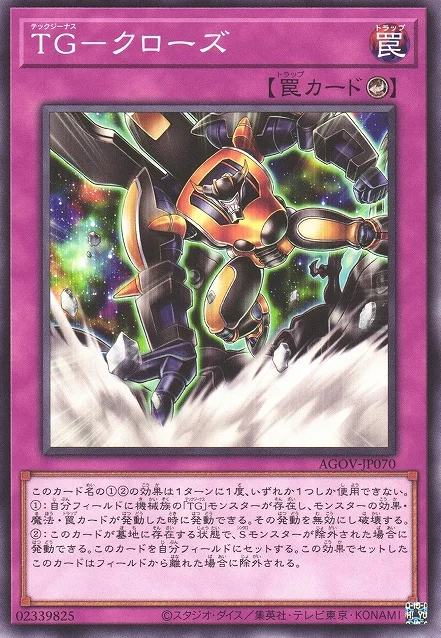 テックジーナス
TG－クローズ
トラップ
罠
【罠カード】
AGOV-JP070
このカード名の①②の効果は1ターンに1度、いずれか1つしか使用できない。
①：自分フィールドに機械族の「TG」モンスターが存在し、モンスターの効果・
魔法・罠カードが発動した時に発動できる。その発動を無効にし破壊する。
②：このカードが墓地に存在する状態で、Sモンスターが除外された場合に
発動できる。このカードを自分フィールドにセットする。この効果でセットした
このカードはフィールドから離れた場合に除外される。
02339825
©スタジオ・ダイス／集英社・テレビ東京・KONAMI